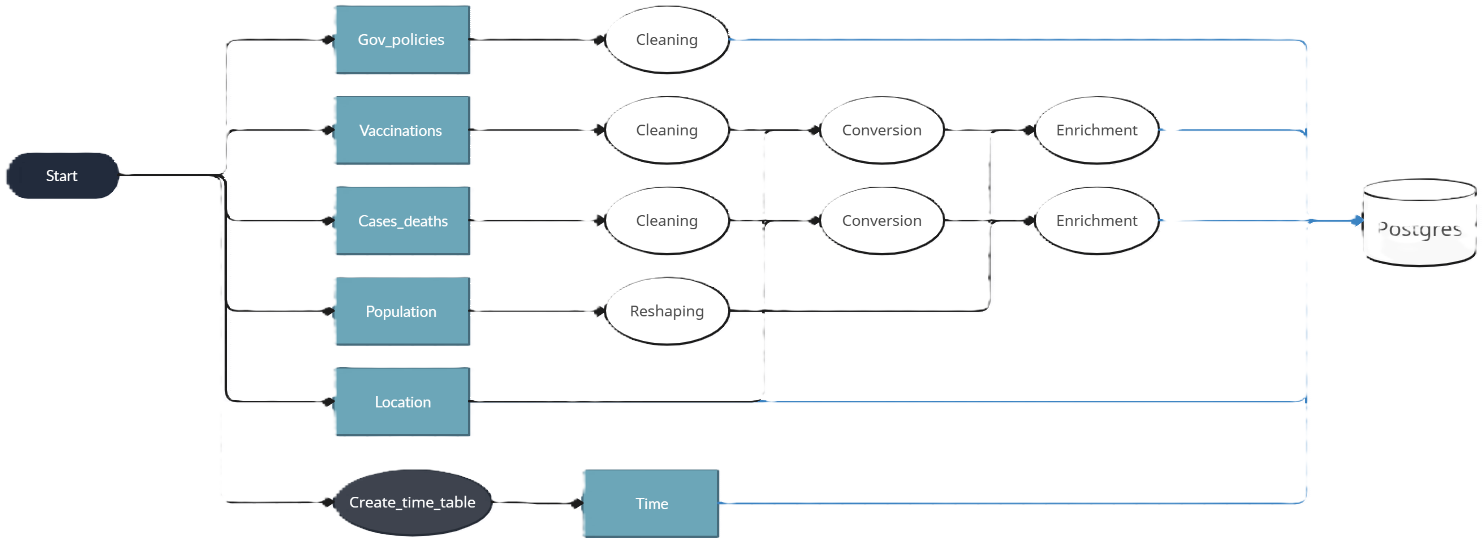 Gov_policies
Cleaning
Vaccinations
Cleaning
Conversion
Enrichment
Start
Cases_deaths
Cleaning
Conversion
Enrichment
Postgres
Population
Reshaping
Location
Create_time_table
Time